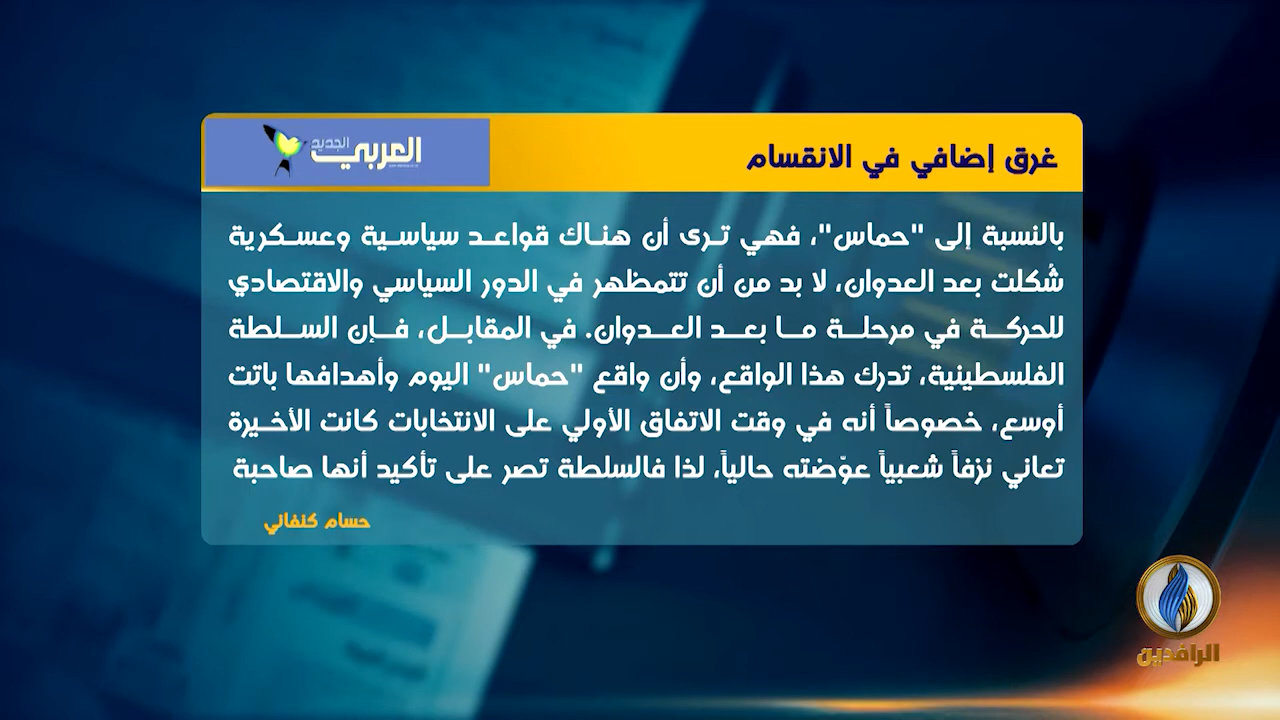 غرق إضافي في الانقسام
العربي الجديد
بالنسبة إلى "حماس"، فهي ترى أن هناك قواعد سياسية وعسكرية
شُكلت بعد العدوان، لا بد من أن تتمظهر في الدور السياسي والاقتصادي
للحركة في مرحلة ما بعد العدوان. في المقابل، فإن السلطة
الفلسطينية، تدرك هذا الواقع، وأن واقع "حماس" اليوم وأهدافها باتت
أوسع، خصوصاً أنه في وقت الاتفاق الأولي على الانتخابات كانت الأخيرة
تعاني نزفاً شعبياً عوّضته حالياً، لذا فالسلطة تصر على تأكيد أنها صاحبة
حسام كنفاني
الرافدين